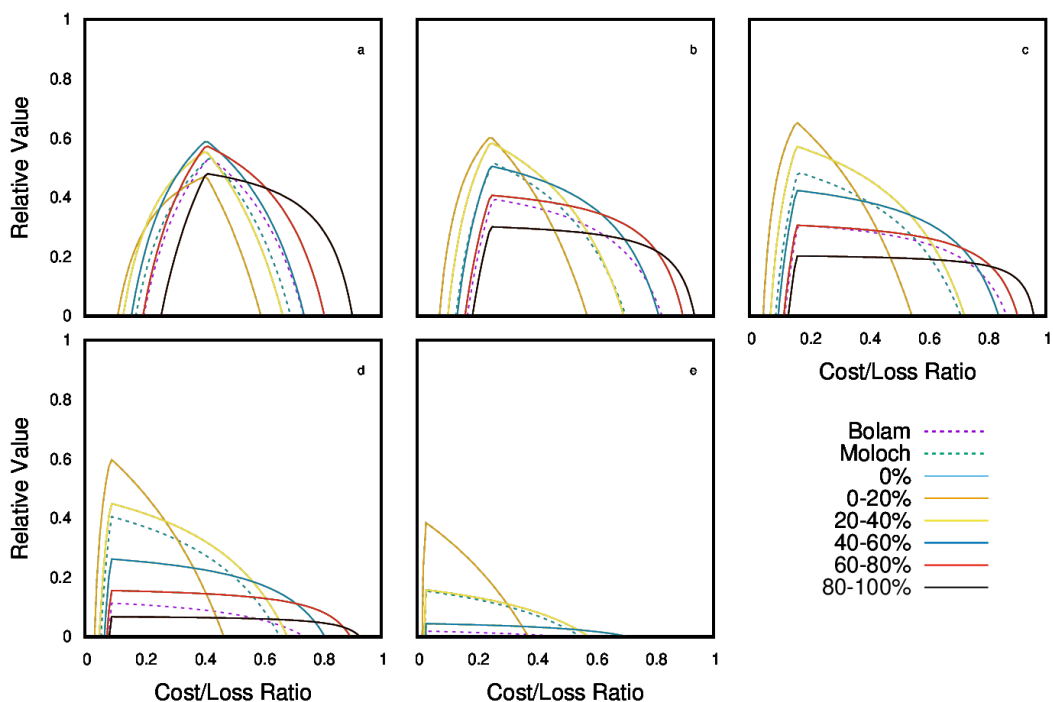 a
b
c
1
0.8
0.6
0.4
0.2
0
Relative Value
0 0.2 0.4 0.6 0.8 1
Cost/Loss Ratio
d
e
1
0.8
0.6
0.4
0.2
0
Relative Value
0 0.2 0.4 0.6 0.8 1
Cost/Loss Ratio
0 0.2 0.4 0.6 0.8 1
Cost/Loss Ratio
Bolam
Moloch
0%
0-20%
20-40%
40-60%
60-80%
80-100%